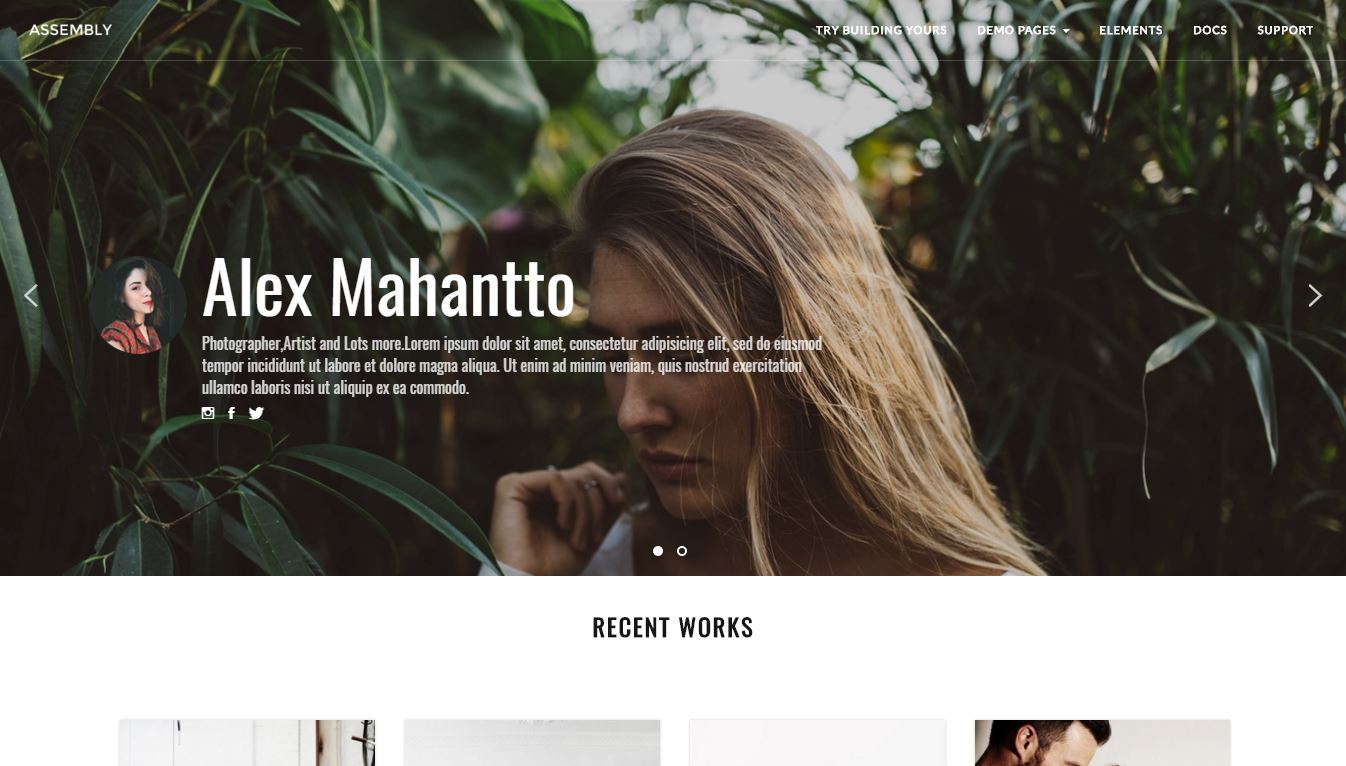 ASSEMBLY
TRY BUILDING YOURS
DEMO PAGES
ELEMENTS
DOCS
SUPPORT
Alex Mahantto
Photographer,Artist and Lots more.Lorem ipsum dolor sit amet, consectetur adipisicing elit, sed do eiusmod
tempor incididunt ut labore et dolore magna aliqua. Ut enim ad minim veniam, quis nostrud exercitation
ullamco laboris nisi ut aliquip ex ea commodo.
RECENT WORKS